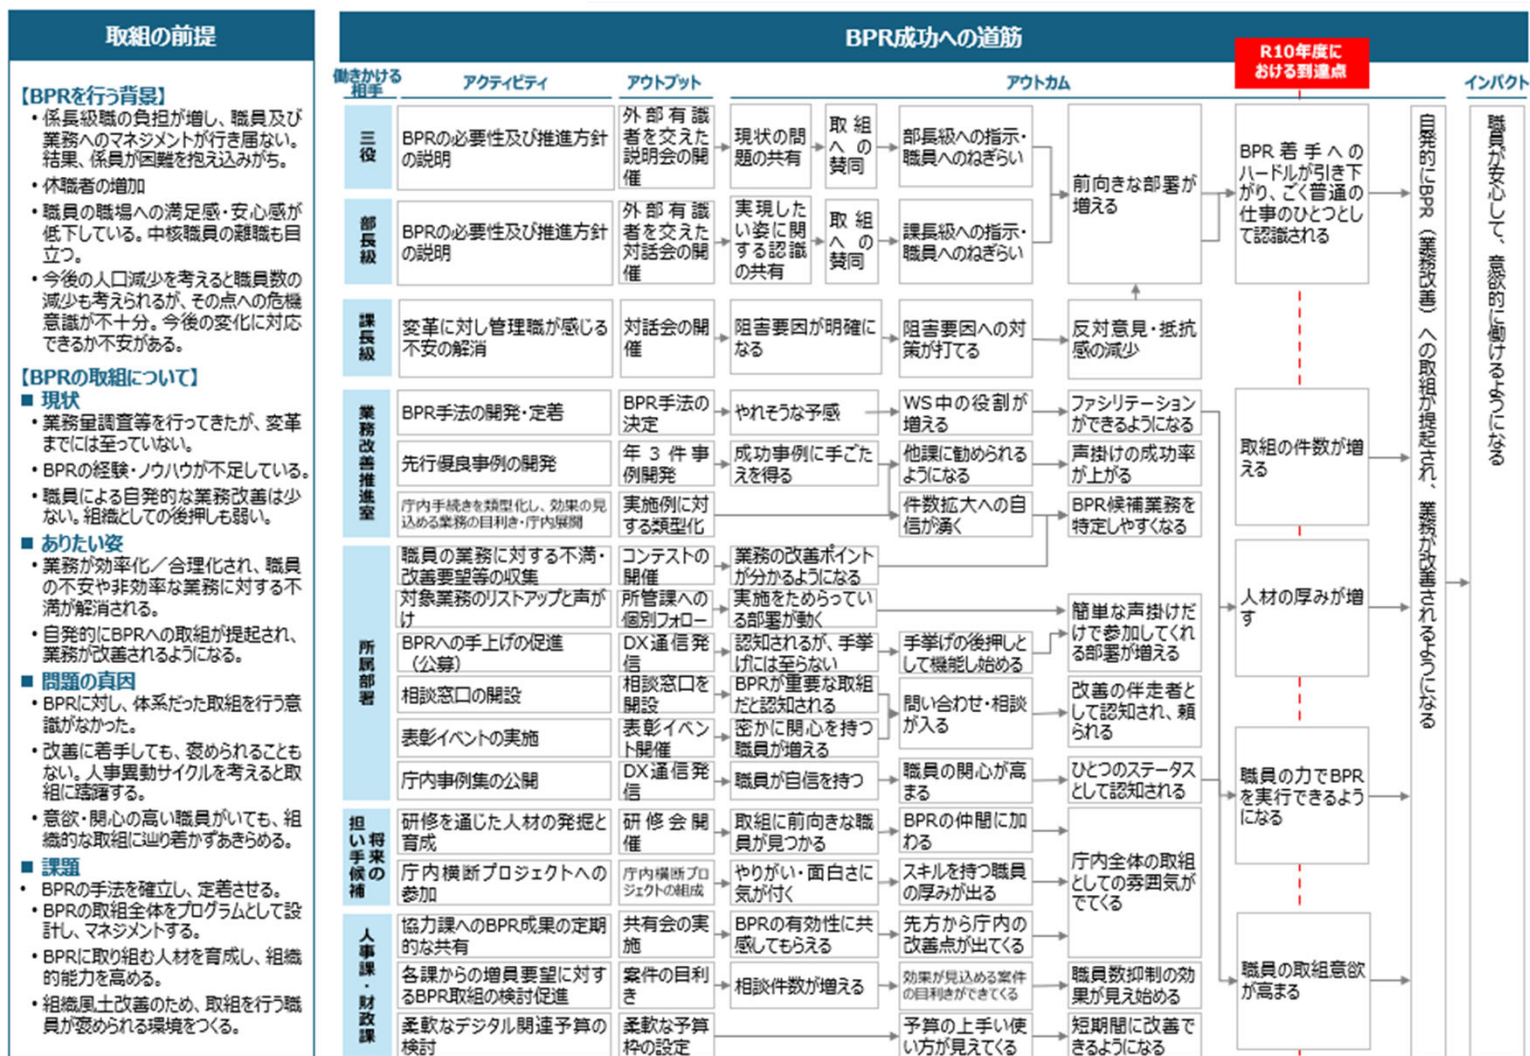 取組の前提
【BPRを行う背景】
・係長級職の負担が増し、職員及び
業務へのマネジメントが行き届ない。
結果、係員が困難を抱え込みがち。
・休職者の増加
・職員の職場への満足感・安心感が
低下している。中核職員の離職も目
立つ。
・今後の人口減少を考えると職員数の
減少も考えられるが、その点への危機
意識が不十分。今後の変化に対応
できるか不安がある。
【BPRの取組について】
■ 現状
・業務量調査等を行ってきたが、変革
までには至っていない。
・BPRの経験・ノウハウが不足している。
・職員による自発的な業務改善は少
ない。組織としての後押しも弱い。
■ ありたい姿
・業務が効率化／合理化され、職員
の不安や非効率な業務に対する不
満が解消される。
・自発的にBPRへの取組が提起され、
業務が改善されるようになる。
■ 問題の真因
・BPRに対し、体系だった取組を行う意
識がなかった。
・改善に着手しても、褒められることも
ない。人事異動サイクルを考えると取
組に躊躇する。
・意欲・関心の高い職員がいても、組
織的な取組に辿り着かずあきらめる。
■ 課題
・BPRの手法を確立し、定着させる。
・BPRの取組全体をプログラムとして設
計し、マネジメントする。
・BPRに取り組む人材を育成し、組織
的能力を高める。
・組織風土改善のため、取組を行う職
員が褒められる環境をつくる。
BPR成功への道筋
R10年度に
おける到達点
働きかける
相手
アクティビティ
アウトプット
アウトカム
インパクト
三役
BPRの必要性及び推進方針
の説明
外部有識
者を交えた
説明会の開
催
現状の問
題の共有
取組
への
賛同
部長級への指示・
職員へのねぎらい
前向きな部署が
増える
BPR着手への
ハードルが引き下
がり、ごく普通の
仕事のひとつとし
て認識される
部長級
BPRの必要性及び推進方針
の説明
外部有識
者を交えた
対話会の開
催
実現した
い姿に関
する認識
の共有
取組
への
賛同
課長級への指示・
職員へのねぎらい
課長級
変革に対し管理職が感じる
不安の解消
対話会の開
催
阻害要因が明確に
なる
阻害要因への対
策が打てる
反対意見・抵抗
感の減少
業務改善推進室
BPR手法の開発・定着
BPR手法の
決定
やれそうな予感
WS中の役割が
増える
ファシリテーション
ができるようになる
取組の件数が増
える
先行優良事例の開発
年3件事
例開発
成功事例に手ごた
えを得る
他課に勧められる
ようになる
声掛けの成功率
が上がる
庁内手続きを類型化し、効果の見
込める業務の目利き・庁内展開
実施例に対
する類型化
件数拡大への自
信が湧く
BPR候補業務を
特定しやすくなる
所属部署
職員の業務に対する不満・
改善要望等の収集
コンテストの
開催
業務の改善ポイント
が分かるようになる
対象業務のリストアップと声が
け
所管課への
個別フォロー
実施をためらってい
る部署が動く
簡単な声掛けだ
けで参加してくれ
る部署が増える
人材の厚みが増
す
BPRへの手上げの促進
（公募）
DX通信発
信
認知されるが、手挙
げには至らない
手挙げの後押しと
して機能し始める
相談窓口の開設
相談窓口を
開設
BPRが重要な取組
だと認知される
問い合わせ・相談
が入る
改善の伴走者と
して認知され、頼
られる
表彰イベントの実施
表彰イベン
ト開催
密かに関心を持つ
職員が増える
庁内事例集の公開
DX通信発
信
職員が自信を持つ
職員の関心が高
まる
ひとつのステータス
として認知される
職員の力でBPR
を実行できるよう
になる
将来の
担い手候補
研修を通じた人材の発掘と
育成
研修会開
催
取組に前向きな職
員が見つかる
BPRの仲間に加
わる
庁内全体の取組
としての雰囲気が
でてくる
庁内横断プロジェクトへの
参加
庁内横断プロ
ジェクトの組成
やりがい・面白さに
気が付く
スキルを持つ職員
の厚みが出る
人事課・財政課
協力課へのBPR成果の定期
的な共有
共有会の実
施
BPRの有効性に共
感してもらえる
先方から庁内の
改善点が出てくる
職員の取組意欲
が高まる
各課からの増員要望に対す
るBPR取組の検討促進
案件の目利
き
相談件数が増える
効果が見込める案件
の目利きができてくる
職員数抑制の効
果が見え始める
柔軟なデジタル関連予算の
検討
柔軟な予算
枠の設定
予算の上手い使
い方が見えてくる
短期間に改善で
きるようになる
自発的にBPR（業務改善）への取組が提起され、業務が改善されるようになる
職員が安心して、意欲的に働けるようになる